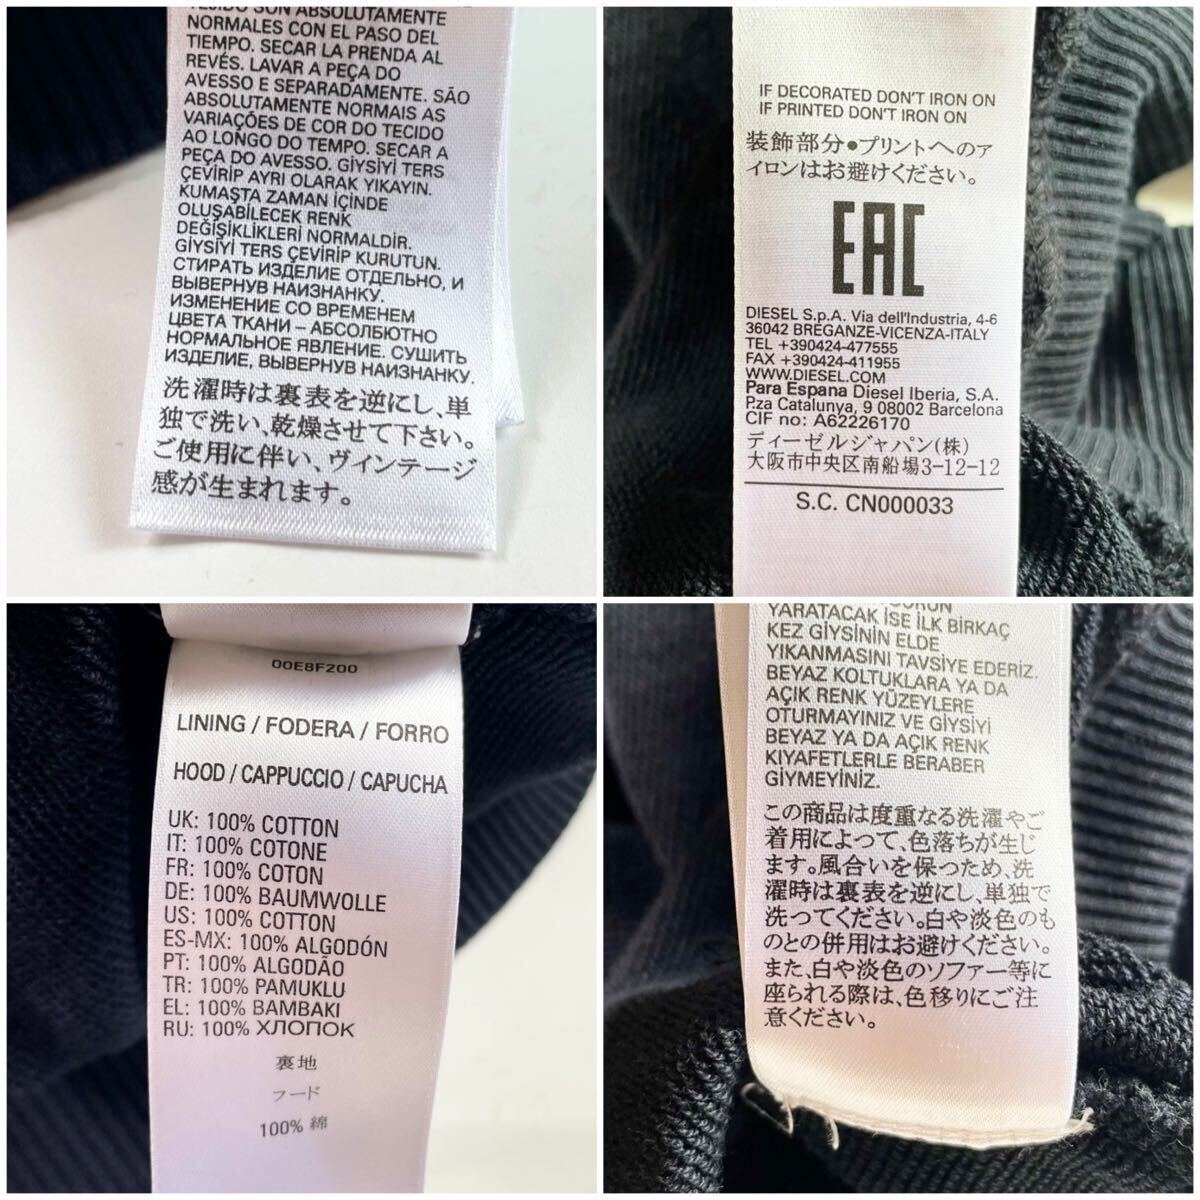 TEJIDO SON ABSOLUTAMENTE
NORMALES CON EL PASO DEL
TIEMPO. SECAR LA PRENDA AL
REVÉS. LAVAR A PEÇA DO
AVESSO E SEPARADAMENTE. SÃO
ABSOLUTAMENTE NORMAIS AS
VARIAÇÕES DE COR DO TECIDO
AO LONGO DO TEMPO. SECAR A
PEÇA DO AVESSO. GİYSİYİ TERS
ÇEVİRİP AYRI OLARAK YIKAYIN.
KUMAŞTA ZAMAN İÇİNDE
OLUŞABİLECEK RENK
DEĞİŞİKLİKLERİ NORMALDİR.
GİYSİYİ TERS ÇEVİRİP KURUTUN.
СТИРАТЬ ИЗДЕЛИЕ ОТДЕЛЬНО, И
ВЫВЕРНУВ НАИЗНАНКУ.
ИЗМЕНЕНИЕ СО ВРЕМЕНЕМ
ЦВЕТА ТКАНИ – АБСОЛЮТНО
НОРМАЛЬНОЕ ЯВЛЕНИЕ. СУШИТЬ
ИЗДЕЛИЕ, ВЫВЕРНУВ НАИЗНАНКУ.
洗濯時は裏表を逆にし、単
独で洗い、乾燥させて下さい。
ご使用に伴い、ヴィンテージ
感が生まれます。
IF DECORATED DON'T IRON ON
IF PRINTED DON'T IRON ON
装飾部分●プリントへのア
イロンはお避けください。
EAC
DIESEL S.p.A. Via dell'Industria, 4-6
36042 BREGANZE-VICENZA-ITALY
TEL +390424-477555
FAX +390424-411955
WWW.DIESEL.COM
Para Espana Diesel Iberia, S.A.
P.za Catalunya, 9 08002 Barcelona
CIF no: A62226170
ディーゼルジャパン(株)
大阪市中央区南船場3-12-12
S.C. CN000033
00E8F200
LINING / FODERA / FORRO
HOOD / CAPPUCCIO / CAPUCHA
UK: 100% COTTON
IT: 100% COTONE
FR: 100% COTON
DE: 100% BAUMWOLLE
US: 100% COTTON
ES-MX: 100% ALGODÓN
PT: 100% ALGODÃO
TR: 100% PAMUKLU
EL: 100% BAMBAKI
RU: 100% ХЛОПОК
裏地
フード
100% 綿
YARATACAK İSE İLK BİRKAÇ
KEZ GİYSİNİN ELDE
YIKANMASINI TAVSİYE EDERİZ.
BEYAZ KOLTUKLARA YA DA
AÇIK RENK YÜZEYLERE
OTURMAYINIZ VE GİYSİYİ
BEYAZ YA DA AÇIK RENK
KIYAFETLERLE BERABER
GİYMEYİNİZ.
この商品は度重なる洗濯やご
着用によって、色落ちが生じ
ます。風合いを保つため、洗
濯時は裏表を逆にし、単独で
洗ってください。白や淡色のも
のとの併用はお避けください。
また、白や淡色のソファー等に
座られる際は、色移りにご注
意ください。